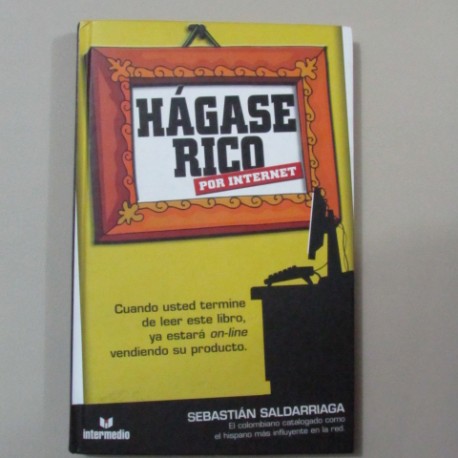 HÁGASE
RICO
POR INTERNET
Cuando usted termine
de leer este libro,
ya estará on-line
vendiendo su producto.
SEBASTIÁN SALDARRIAGA
El colombiano catalogado como
el hispano más influyente en la red.
intermedio